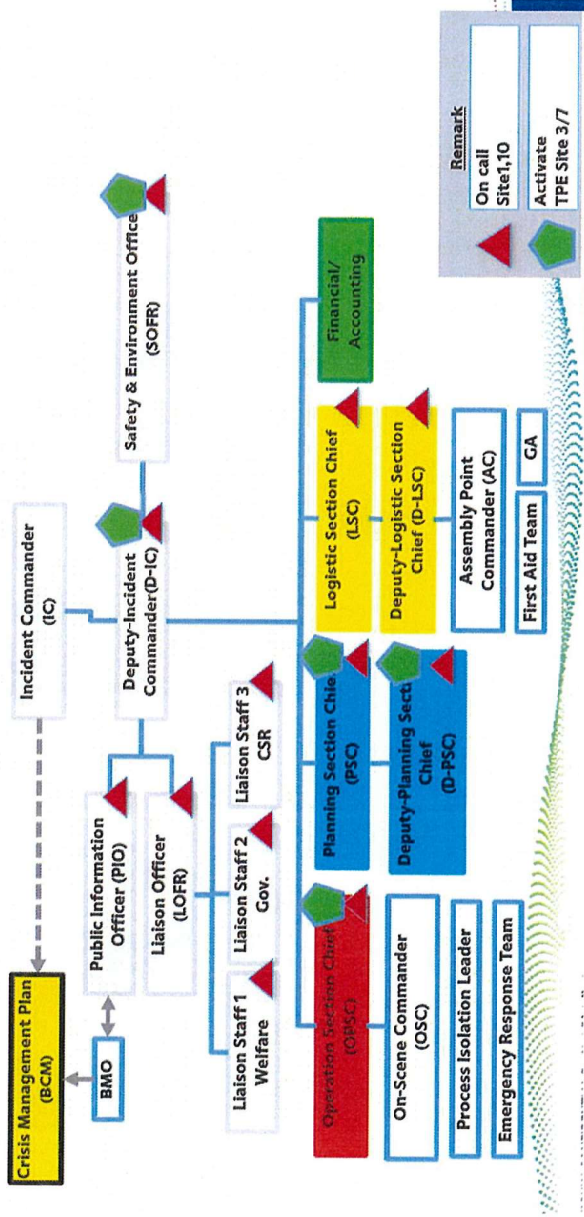 Crisis Management Plan
(BCM)
Incident Commander
(IC)
BMO
Public Information
Officer (PIO)
Deputy-Incident
Commander(D-IC)
Safety & Environment Office
(SOFR)
Liaison Officer
(LOFR)
Liaison Staff 1
Welfare
Liaison Staff 2
Gov.
Liaison Staff 3
CSR
Operation Section Chief
(OPSC)
Planning Section Chie
(PSC)
Logistic Section Chief
(LSC)
Financial/
Accounting
On-Scene Commander
(OSC)
Deputy-Planning Secti
Chief
(D-PSC)
Deputy-Logistic Section
Chief (D-LSC)
Process Isolation Leader
Emergency Response Team
Assembly Point
Commander (AC)
First Aid Team
GA
Remark
On call
Site1,10
Activate
TPE Site 3/7